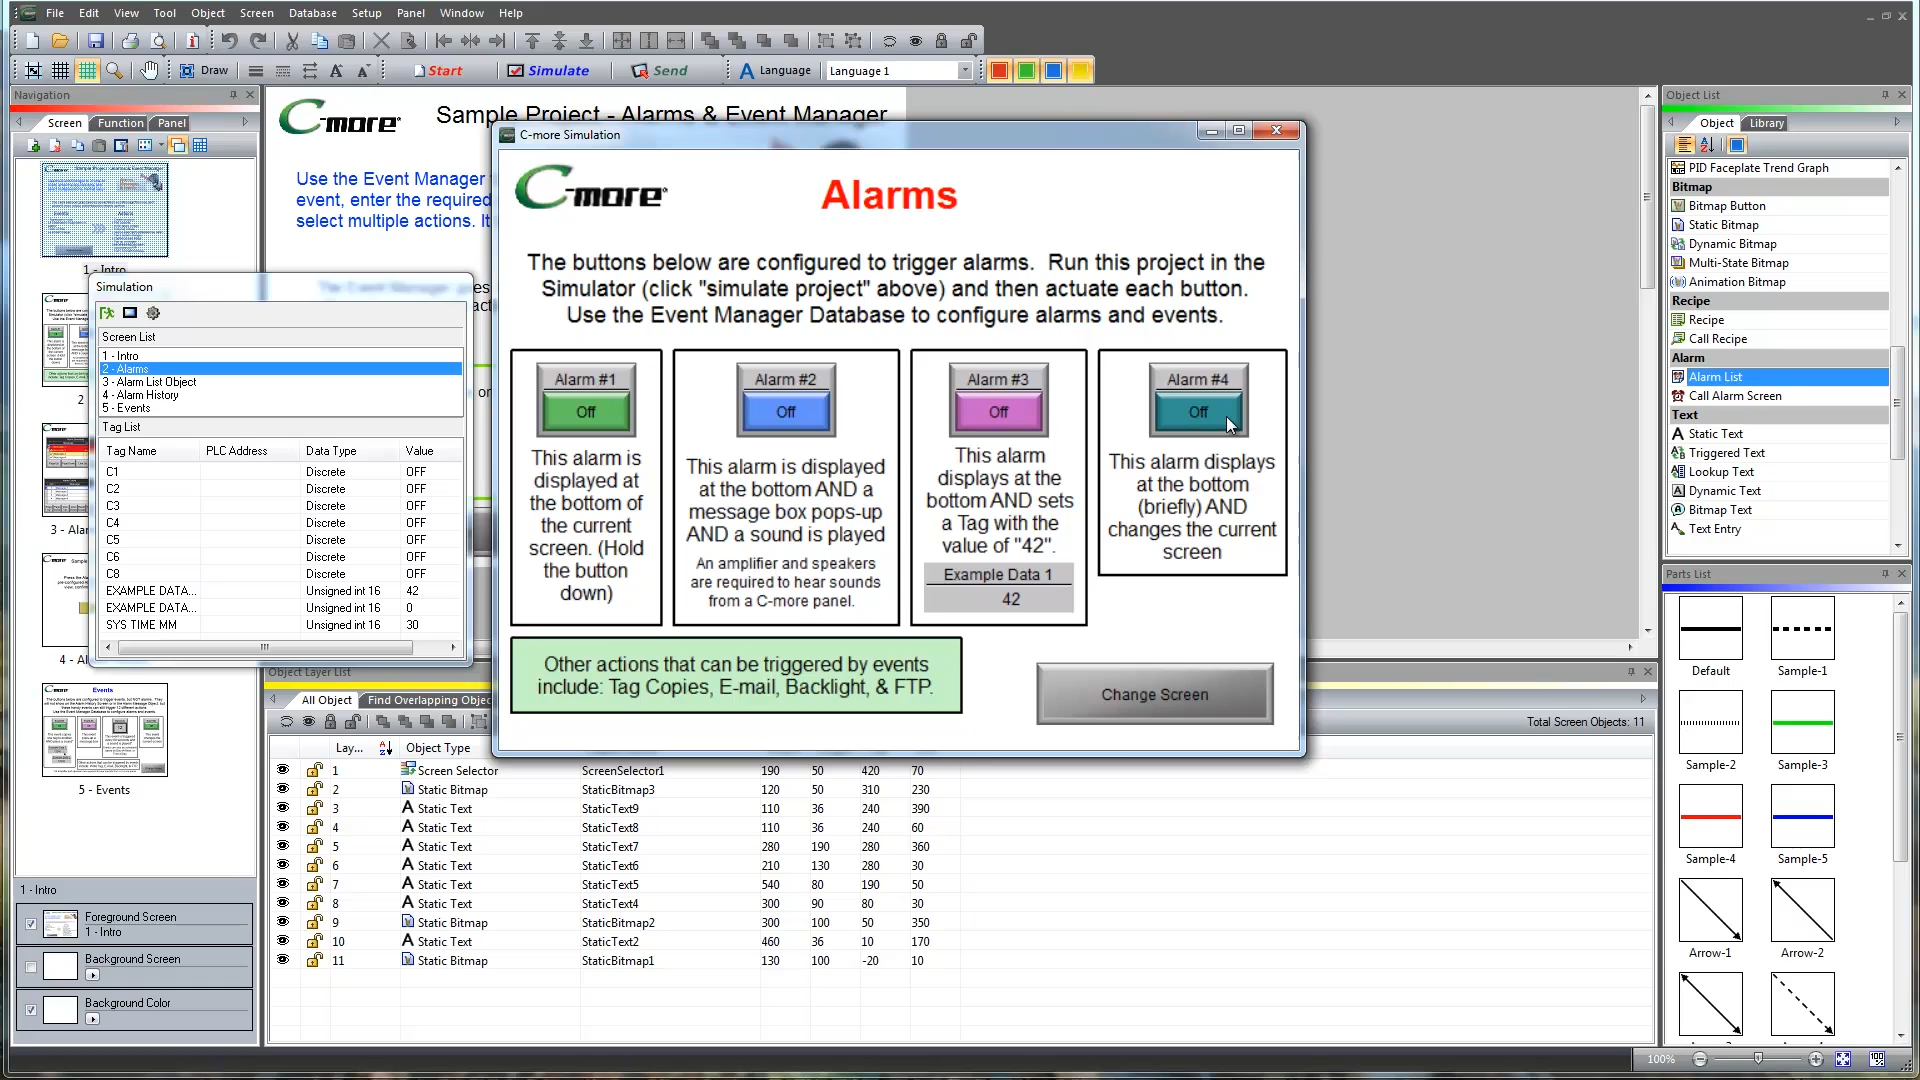 File Edit View Tool Object Screen Database Setup Panel Window Help
Draw Start Simulate Send Language Language 1
Navigation
Screen Function Panel
1 - Intro
3 - Alar
5 - Events
1 - Intro
Foreground Screen
1 - Intro
Background Screen
Background Color
C-more Sample Project - Alarms & Event Manager
Use the Event Manager
event, enter the required
select multiple actions. It
Simulation
Screen List
1 - Intro
2 - Alarms
3 - Alarm List Object
4 - Alarm History
5 - Events
Tag List
Tag Name PLC Address Data Type Value
C1 Discrete OFF
C2 Discrete OFF
C3 Discrete OFF
C4 Discrete OFF
C5 Discrete OFF
C6 Discrete OFF
C8 Discrete OFF
EXAMPLE DATA... Unsigned int 16 42
EXAMPLE DATA... Unsigned int 16 0
SYS TIME MM Unsigned int 16 30
C-more Simulation
C-more Alarms
The buttons below are configured to trigger alarms. Run this project in the
Simulator (click "simulate project" above) and then actuate each button.
Use the Event Manager Database to configure alarms and events.
Alarm #1
Off
This alarm is
displayed at
the bottom of
the current
screen. (Hold
the button
down)
Alarm #2
Off
This alarm is displayed
at the bottom AND a
message box pops-up
AND a sound is played
An amplifier and speakers
are required to hear sounds
from a C-more panel.
Alarm #3
Off
This alarm
displays at the
bottom AND sets
a Tag with the
value of "42".
Example Data 1
42
Alarm #4
Off
This alarm displays
at the bottom
(briefly) AND
changes the current
screen
Other actions that can be triggered by events
include: Tag Copies, E-mail, Backlight, & FTP.
Change Screen
Object Layer List
All Object Find Overlapping Objec
Total Screen Objects: 11
Lay... Object Type
1 Screen Selector ScreenSelector1 190 50 420 70
2 Static Bitmap StaticBitmap3 120 50 310 230
3 Static Text StaticText9 110 36 240 390
4 Static Text StaticText8 110 36 240 60
5 Static Text StaticText7 280 190 280 360
6 Static Text StaticText6 210 130 280 30
7 Static Text StaticText5 540 80 190 50
8 Static Text StaticText4 300 90 80 30
9 Static Bitmap StaticBitmap2 300 100 50 350
10 Static Text StaticText2 460 36 10 170
11 Static Bitmap StaticBitmap1 130 100 -20 10
Object List
Object Library
PID Faceplate Trend Graph
Bitmap
Bitmap Button
Static Bitmap
Dynamic Bitmap
Multi-State Bitmap
Animation Bitmap
Recipe
Recipe
Call Recipe
Alarm
Alarm List
Call Alarm Screen
Text
Static Text
Triggered Text
Lookup Text
Dynamic Text
Bitmap Text
Text Entry
Parts List
Default Sample-1
Sample-2 Sample-3
Sample-4 Sample-5
Arrow-1 Arrow-2
100%